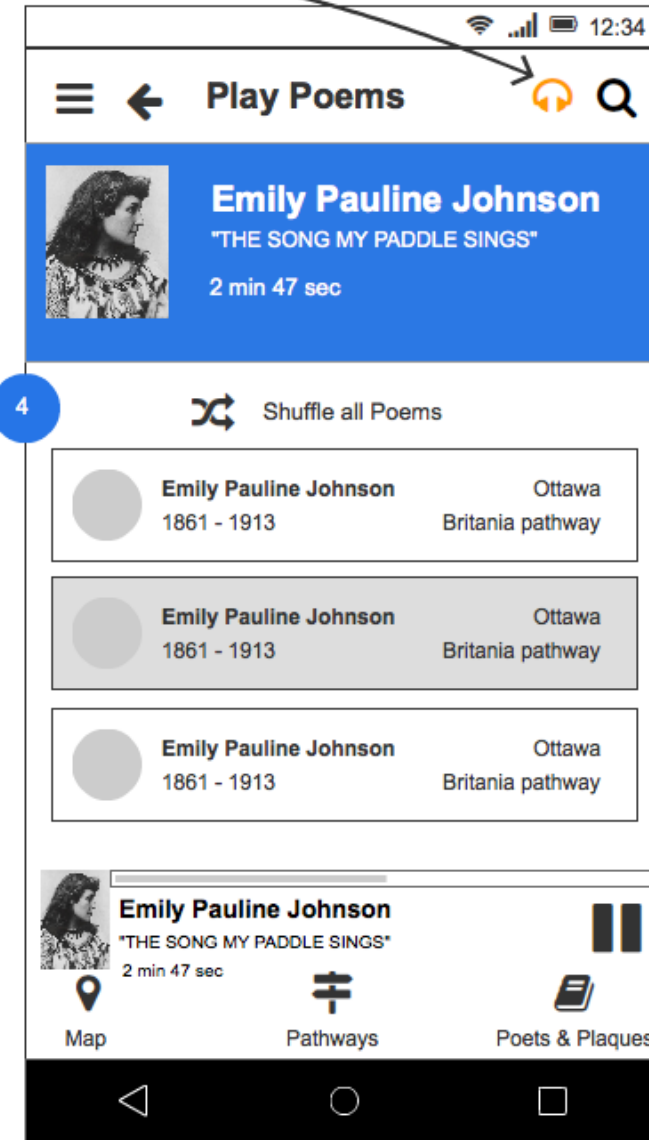 12:34
Play Poems
Emily Pauline Johnson
"THE SONG MY PADDLE SINGS"
2 min 47 sec
4
Shuffle all Poems
Emily Pauline Johnson Ottawa
1861 - 1913 Britania pathway
Emily Pauline Johnson Ottawa
1861 - 1913 Britania pathway
Emily Pauline Johnson Ottawa
1861 - 1913 Britania pathway
Emily Pauline Johnson
"THE SONG MY PADDLE SINGS"
2 min 47 sec
Map Pathways Poets & Plaques